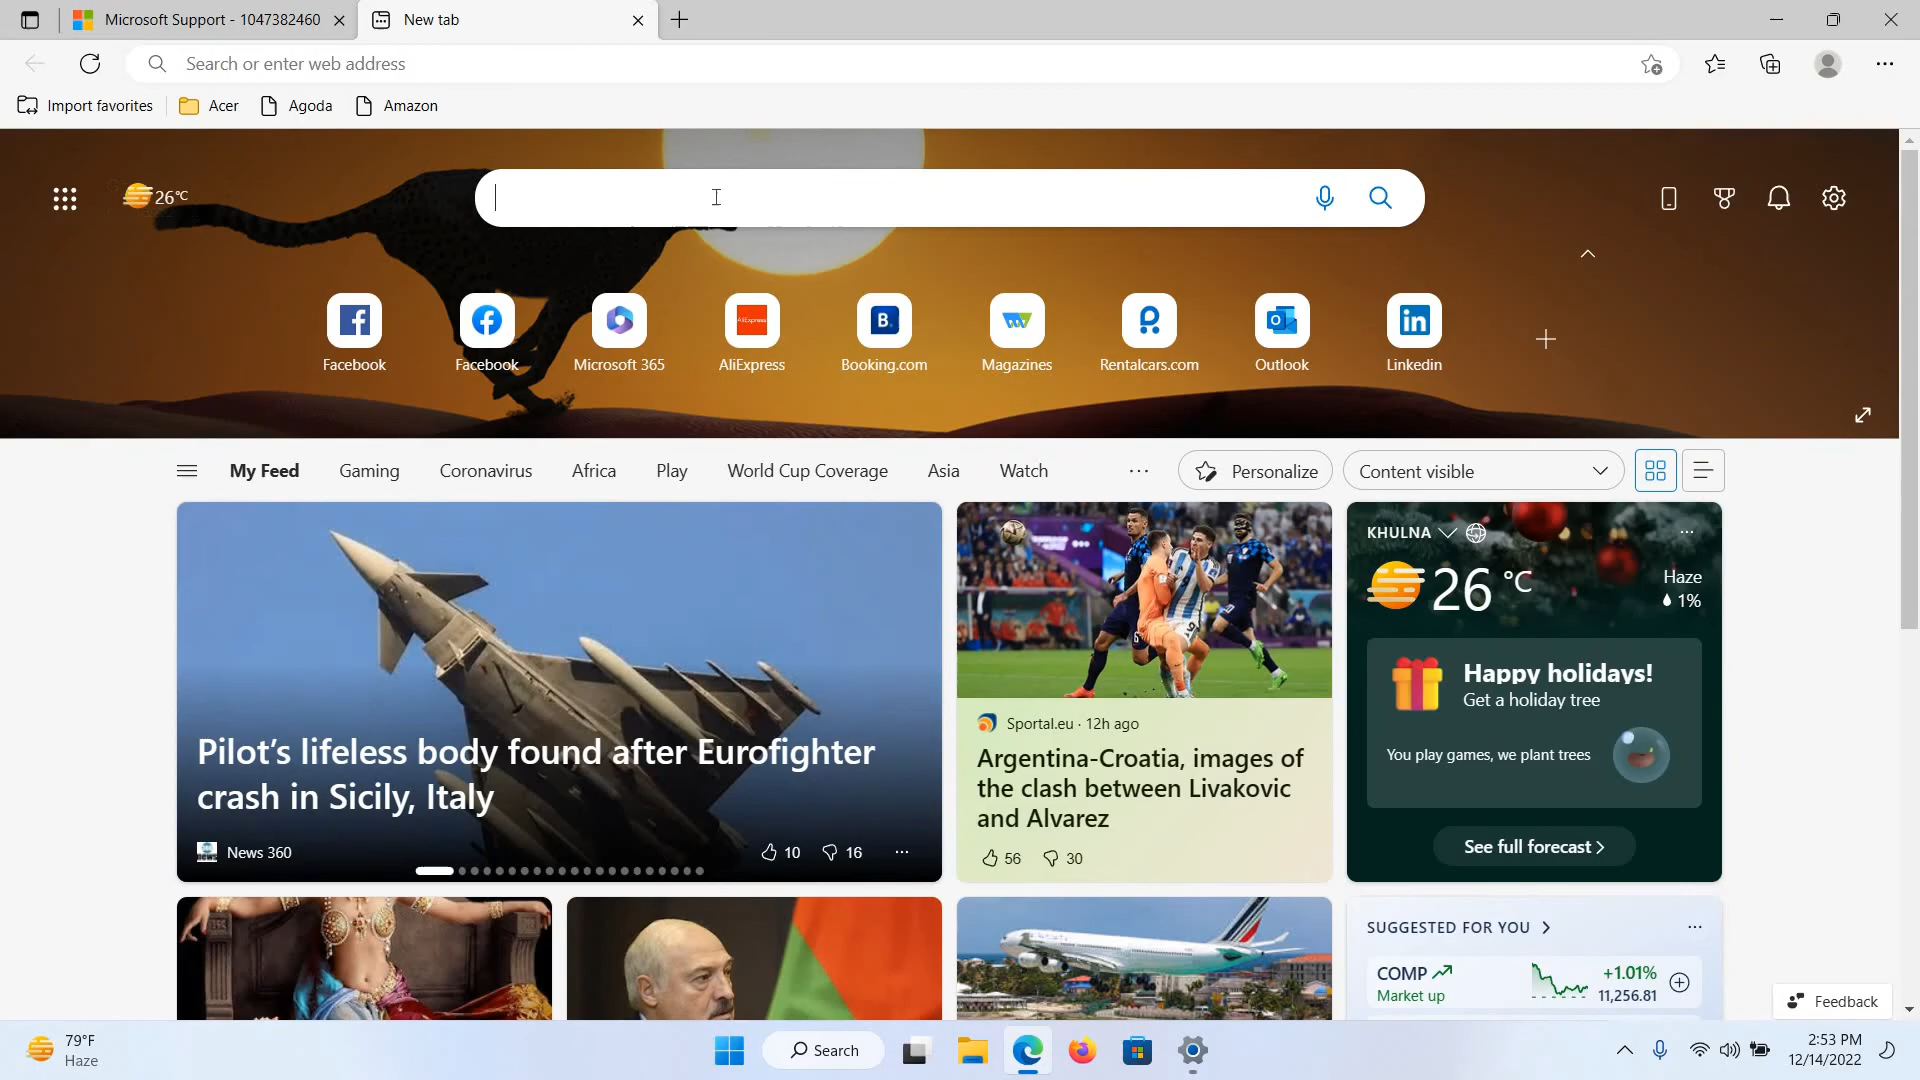 Microsoft Support - 1047382460
New tab
Search or enter web address
Import favorites
Acer
Agoda
Amazon
26°C
Facebook
Facebook
Microsoft 365
AliExpress
AliExpress
B.
Booking.com
Magazines
Rentalcars.com
Outlook
Linkedin
My Feed
Gaming
Coronavirus
Africa
Play
World Cup Coverage
Asia
Watch
Personalize
Content visible
Pilot’s lifeless body found after Eurofighter
crash in Sicily, Italy
News 360
10
16
Sportal.eu · 12h ago
Argentina-Croatia, images of
the clash between Livakovic
and Alvarez
56
30
KHULNA
26 °C
Haze
1%
Happy holidays!
Get a holiday tree
You play games, we plant trees
See full forecast
SUGGESTED FOR YOU
COMP
+1.01%
Market up
11,256.81
Feedback
79°F
Haze
Search
2:53 PM
12/14/2022